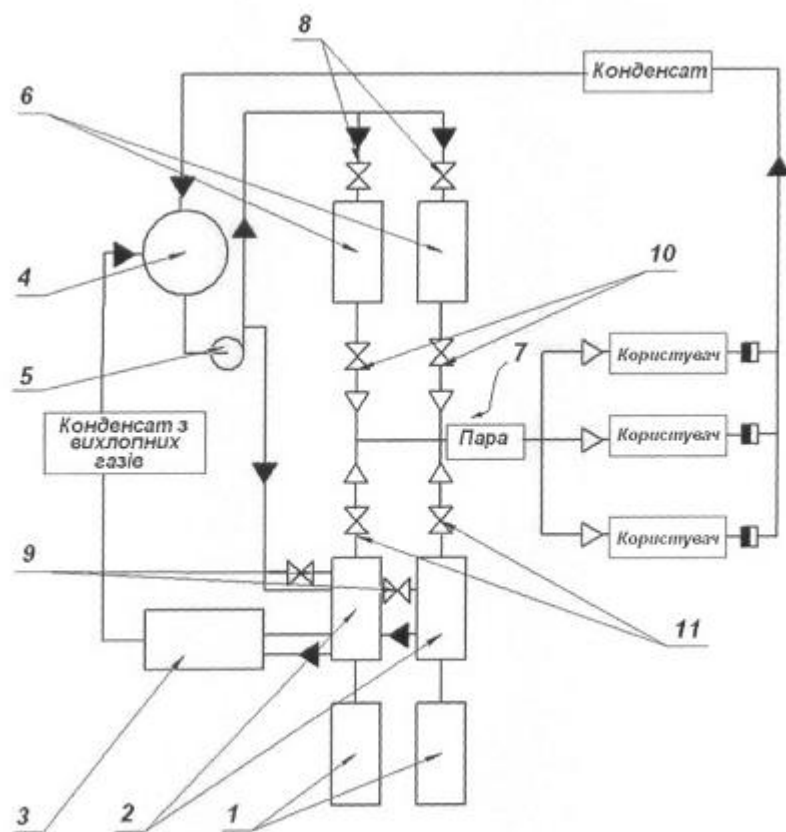 8
Конденсат
6
4
10
7
5
Користувач
Конденсат з
вихлопних
газів
Пара
Користувач
Користувач
9
11
3
2
1